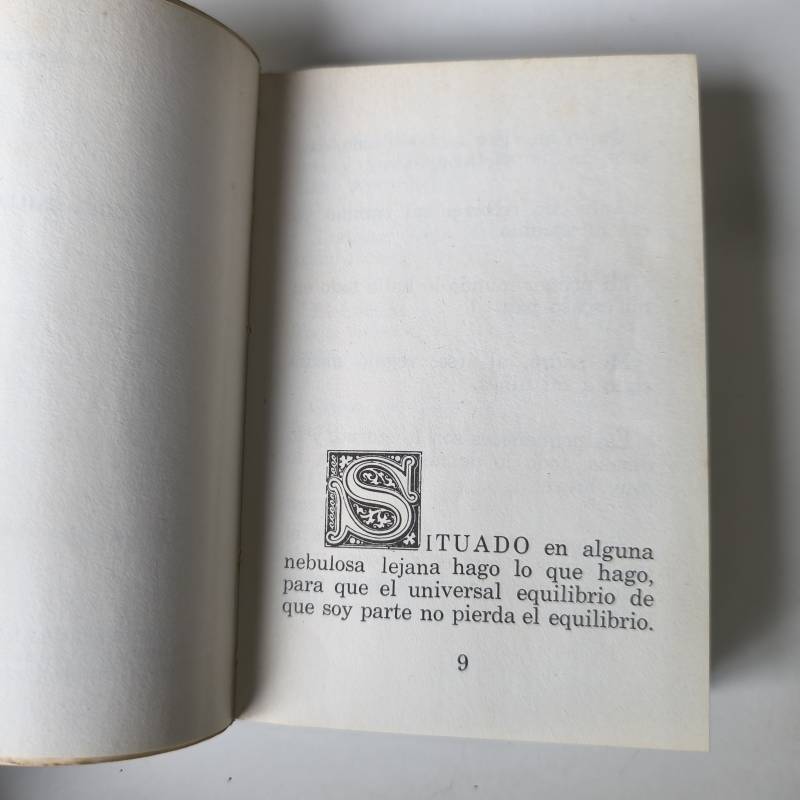 SITUADO en alguna
nebulosa lejana hago lo que hago,
para que el universal equilibrio de
que soy parte no pierda el equilibrio.
9